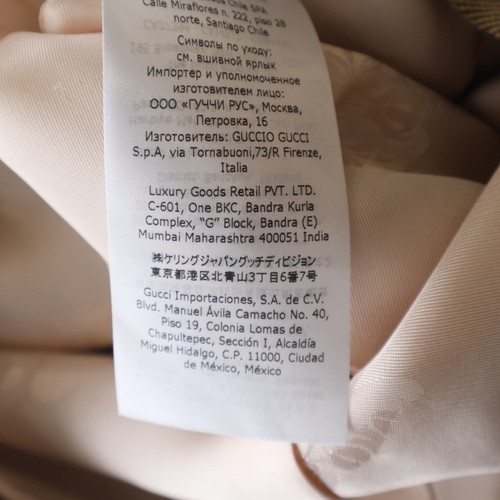 Calle Miraflores n. 222, piso 28
norte, Santiago Chile
Символы по уходу:
см. вшивной ярлык
Импортер и уполномоченное
изготовителем лицо:
ООО «ГУЧЧИ РУС», Москва,
Петровка, 16
Изготовитель: GUCCIO GUCCI
S.p.A, via Tornabuoni,73/R Firenze,
Italia
Luxury Goods Retail PVT. LTD.
C-601, One BKC, Bandra Kurla
Complex, "G" Block, Bandra (E)
Mumbai Maharashtra 400051 India
㈱ケリングジャパングッチディビジョン
東京都港区北青山3丁目6番7号
Gucci Importaciones, S.A. de C.V.
Blvd. Manuel Ávila Camacho No. 40,
Piso 19, Colonia Lomas de
Chapultepec, Sección I, Alcaldía
Miguel Hidalgo, C.P. 11000, Ciudad
de México, México